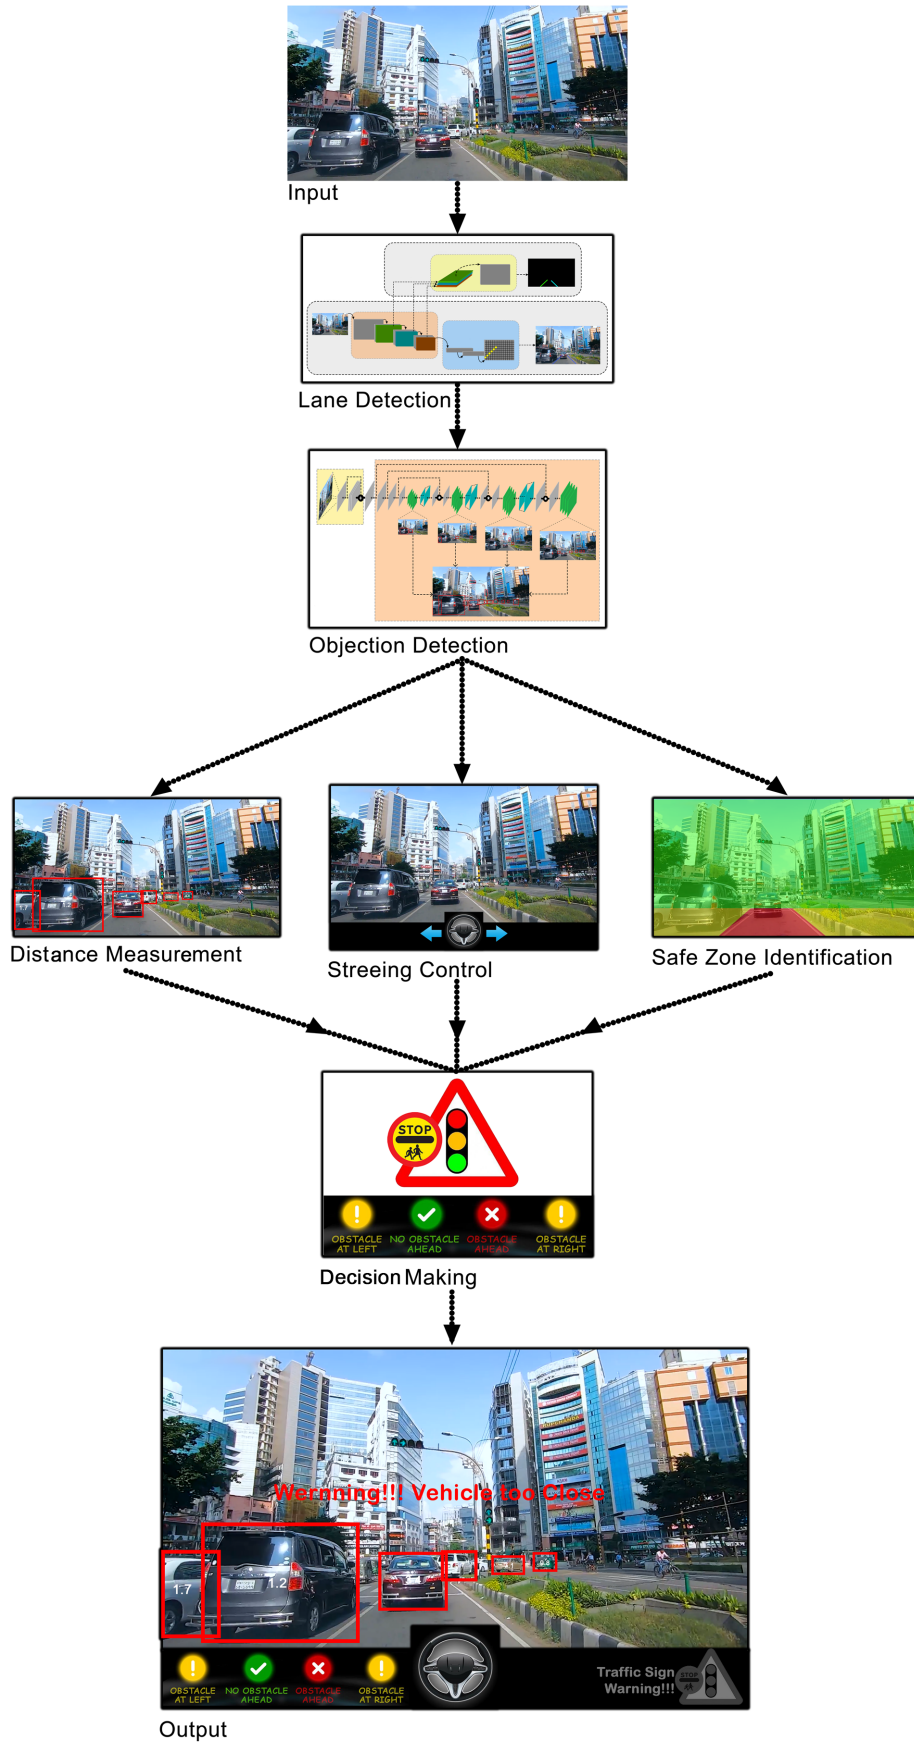 Input
Lane Detection
Objection Detection
Distance Measurement
Streeing Control
Safe Zone Identification
STOP
OBSTACLE
AT LEFT
NO OBSTACLE
AHEAD
OBSTACLE
AHEAD
OBSTACLE
AT RIGHT
Decision Making
Wernning!!! Vehicle too Close
1.7
1.2
OBSTACLE
AT LEFT
NO OBSTACLE
AHEAD
OBSTACLE
AHEAD
OBSTACLE
AT RIGHT
Traffic Sign
Warning!!!
STOP
Output